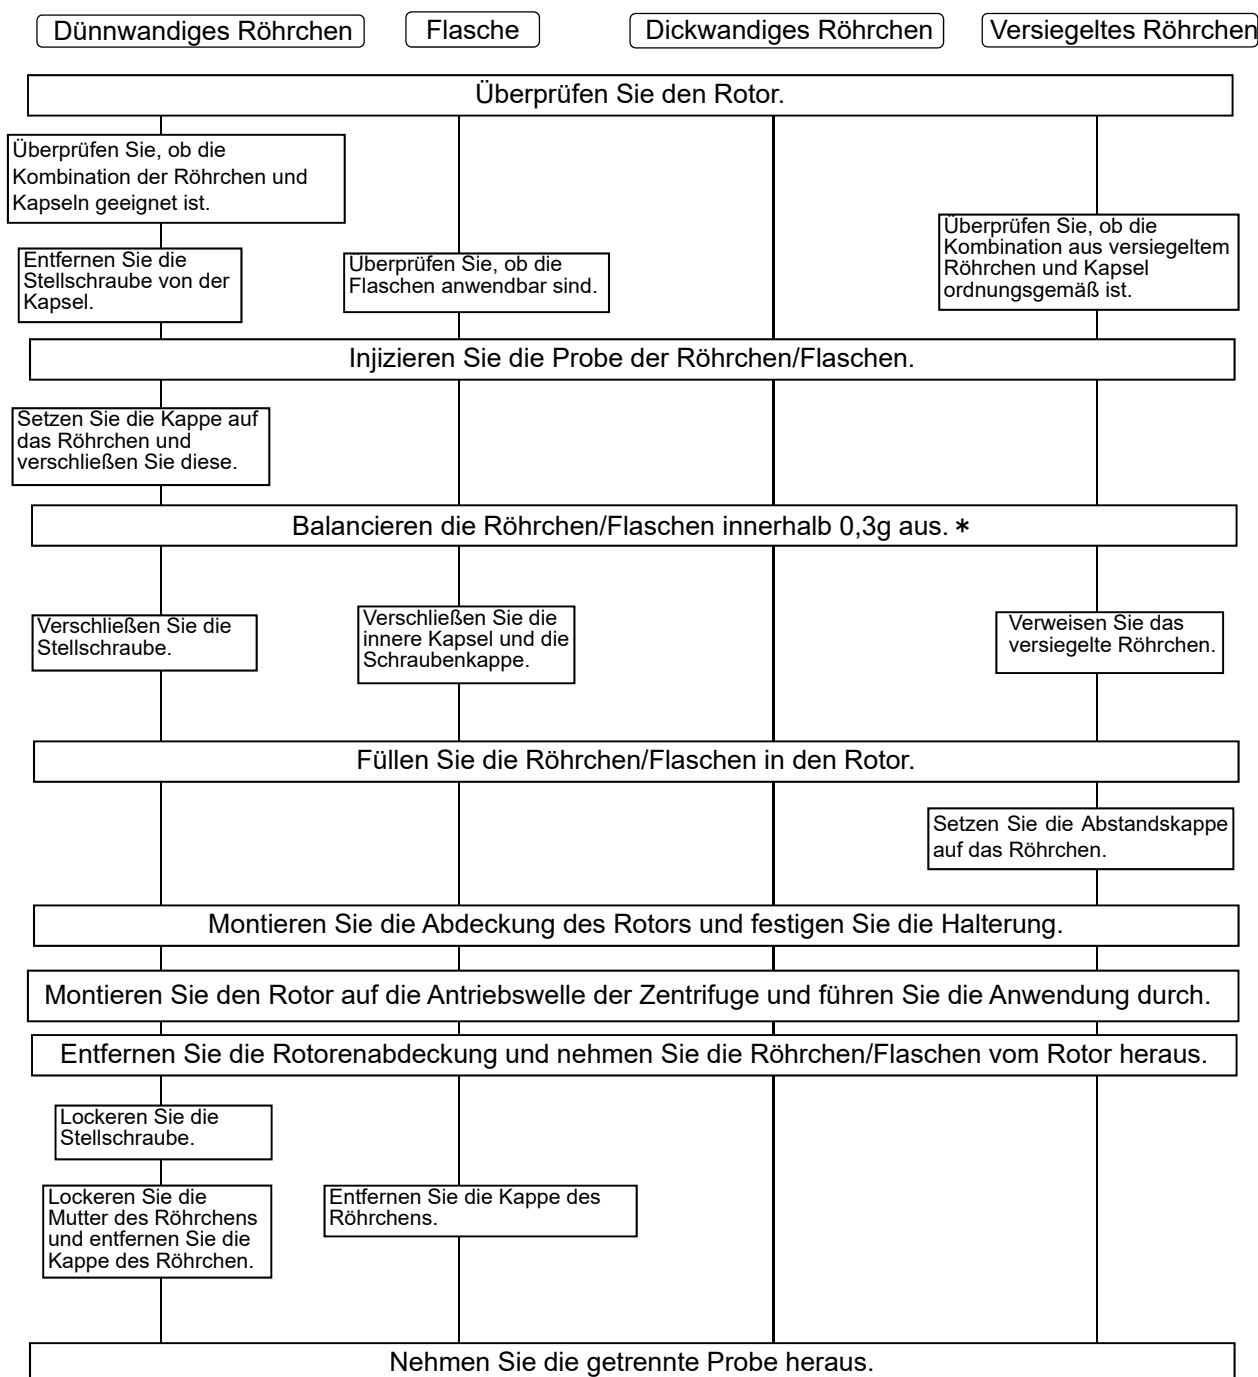 Dünnwandiges Röhrchen
Flasche
Dickwandiges Röhrchen
Versiegeltes Röhrchen
Überprüfen Sie den Rotor.
Überprüfen Sie, ob die
Kombination der Röhrchen und
Kapseln geeignet ist.
Entfernen Sie die
Stellschraube von der
Kapsel.
Uberprüfen Sie, ob die
Flaschen anwendbar sind.
Überprüfen Sie, ob die
Kombination aus versiegeltem
Röhrchen und Kapsel
ordnungsgemäß ist.
Injizieren Sie die Probe der Röhrchen/Flaschen.
Setzen Sie die Kappe auf
das Röhrchen und
verschließen Sie diese.
Balancieren die Röhrchen/Flaschen innerhalb 0,3g aus. *
Verschließen Sie die
Stellschraube.
Verschließen Sie die
innere Kapsel und die
Schraubenkappe.
Verweisen Sie das
versiegelte Röhrchen.
Füllen Sie die Röhrchen/Flaschen in den Rotor.
Setzen Sie die Abstandskappe
auf das Röhrchen.
Montieren Sie die Abdeckung des Rotors und festigen Sie die Halterung.
Montieren Sie den Rotor auf die Antriebswelle der Zentrifuge und führen Sie die Anwendung durch.
Entfernen Sie die Rotorenabdeckung und nehmen Sie die Röhrchen/Flaschen vom Rotor heraus.
Lockeren Sie die
Stellschraube.
Lockeren Sie die
Mutter des Röhrchens
und entfernen Sie die
Kappe des Röhrchen.
Entfernen Sie die Kappe des
Röhrchens.
Nehmen Sie die getrennte Probe heraus.